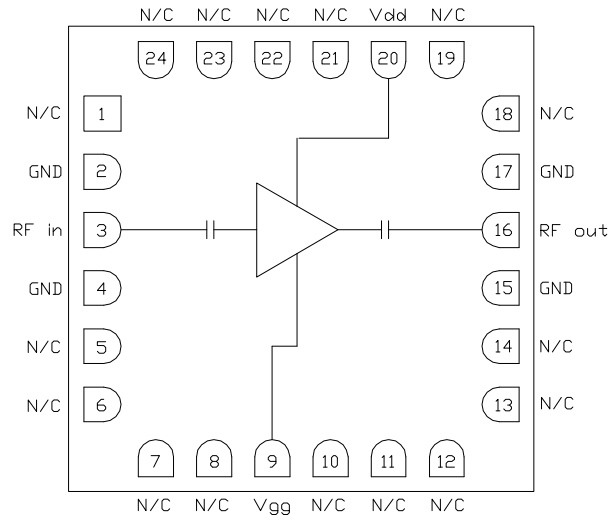 N/C N/C N/C N/C Vdd N/C
24 23 22 21 20 19
N/C 1 18 N/C
GND 2 17 GND
RF in 3 16 RF out
GND 4 15 GND
N/C 5 14 N/C
N/C 6 13 N/C
7 8 9 10 11 12
N/C N/C Vgg N/C N/C N/C